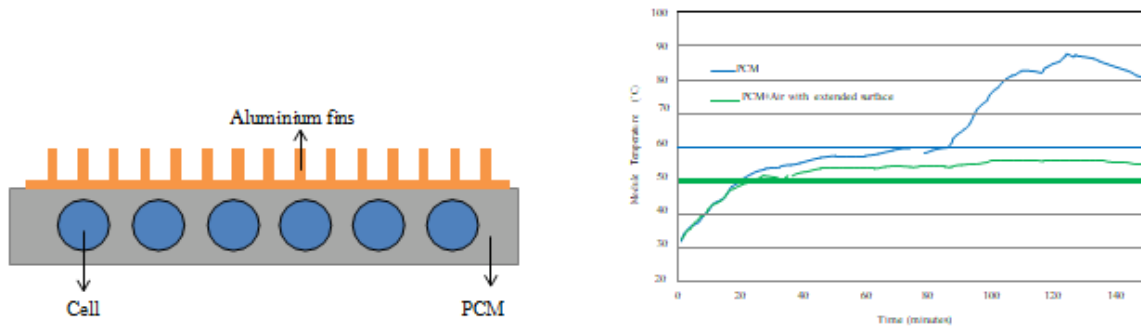 Aluminium fins
Cell
PCM
100
90
80
70
60
50
40
30
20
Module Temperature (°C)
PCM
PCM+Air with extended surface
0 20 40 60 80 100 120 140
Time (minutes)